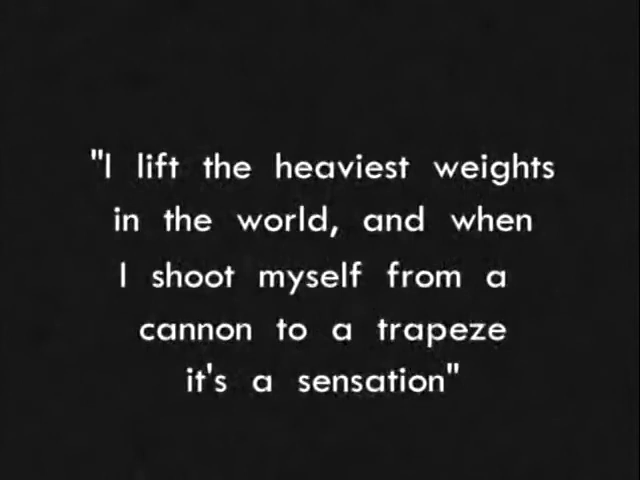 "I lift the heaviest weights
in the world, and when
I shoot myself from a
cannon to a trapeze
it's a sensation"